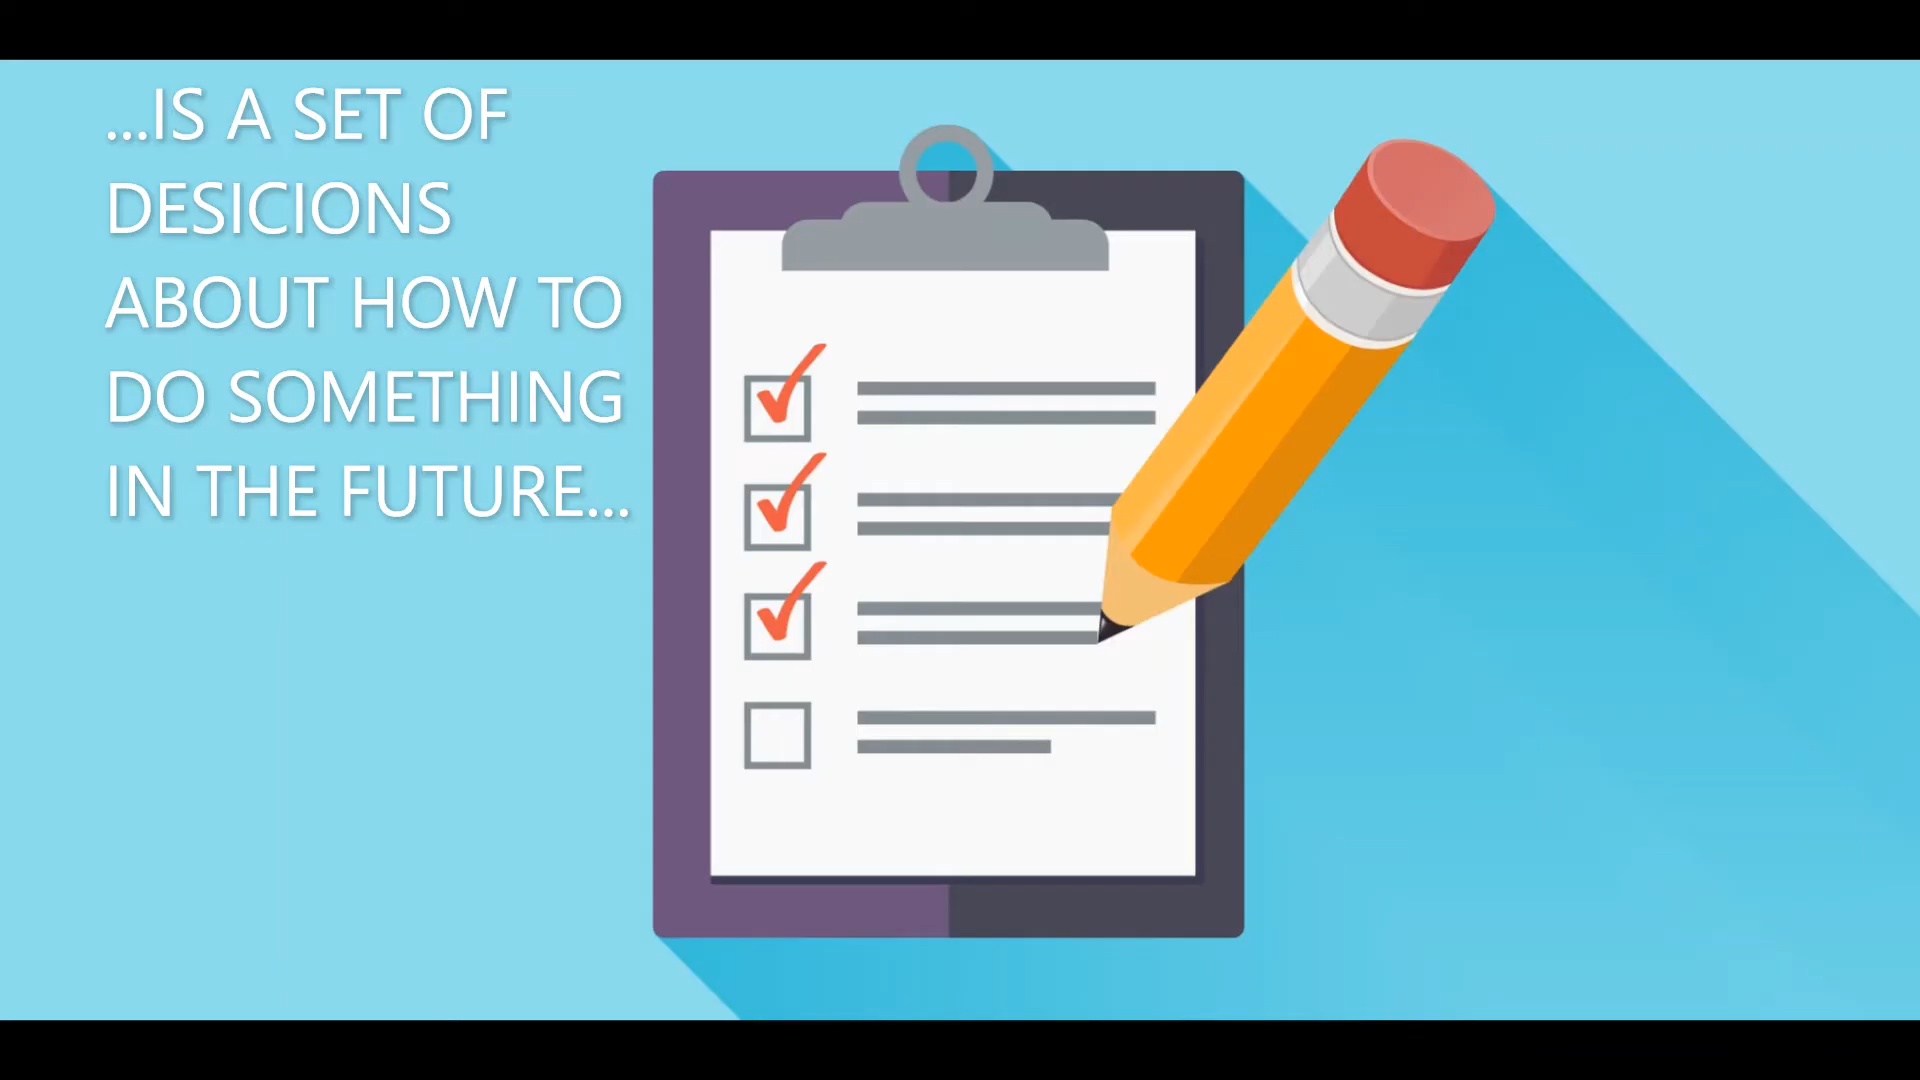 ...IS A SET OF
DESICIONS
ABOUT HOW TO
DO SOMETHING
IN THE FUTURE...